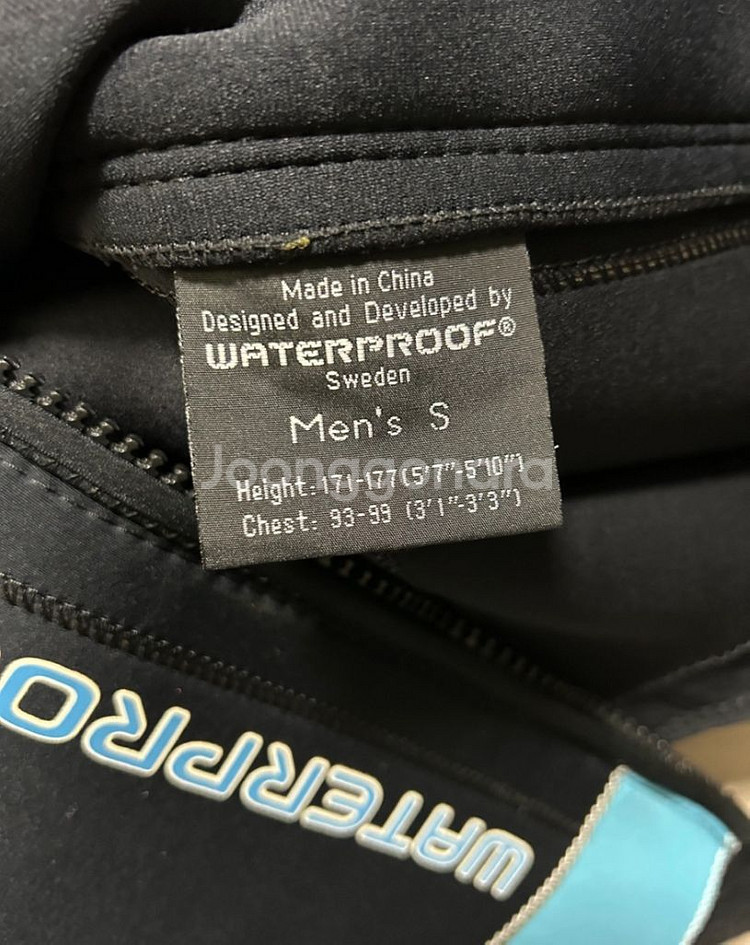 Made in China
Designed and Developed by
WATERPROOF®
Sweden
Men's S
Joonggonara
Height: 171-177(5'7"-5'10")
Chest: 93-99 (3'1"-3'3")
WATERPRO